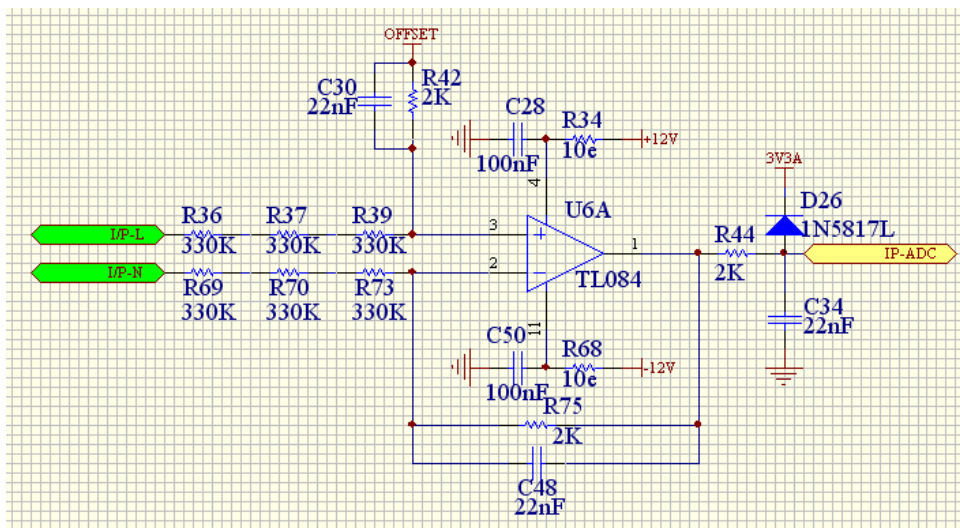 OFFSET
C30
22nF
R42
2K
C28
100nF
R34
10e
+12V
4
U6A
3V3A
D26
1N5817L
I/P-L
R36
330K
R37
330K
R39
330K
3
+
1
R44
2K
IP-ADC
I/P-N
R69
330K
R70
330K
R73
330K
2
−
TL084
C34
22nF
11
C50
100nF
R68
10e
-12V
R75
2K
C48
22nF